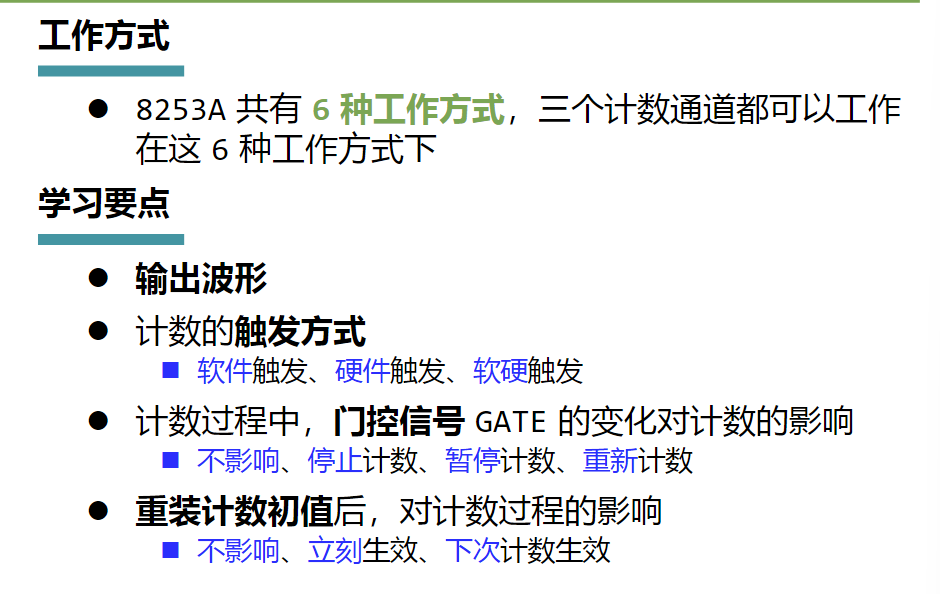 工作方式
● 8253A 共有 6 种工作方式，三个计数通道都可以工作
在这 6 种工作方式下
学习要点
● 输出波形
● 计数的触发方式
■ 软件触发、硬件触发、软硬触发
● 计数过程中，门控信号 GATE 的变化对计数的影响
■ 不影响、停止计数、暂停计数、重新计数
● 重装计数初值后，对计数过程的影响
■ 不影响、立刻生效、下次计数生效